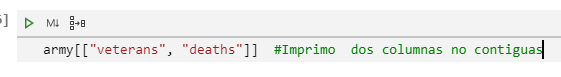 ]
M↓
army[["veterans", "deaths"]]  #Imprimo  dos columnas no contiguas